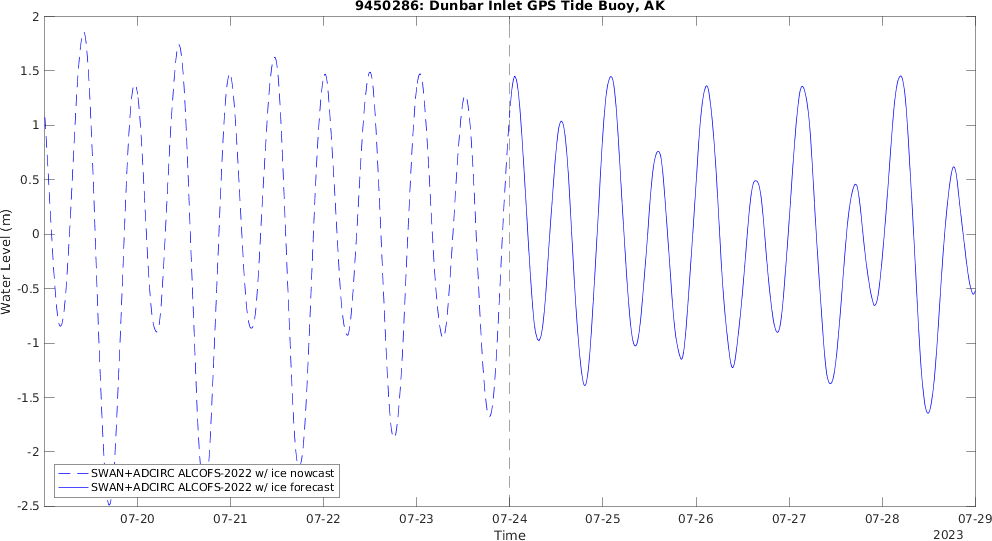 9450286: Dunbar Inlet GPS Tide Buoy, AK
Water Level (m)
2
1.5
1
0.5
0
-0.5
-1
-1.5
-2
-2.5
SWAN+ADCIRC ALCOFS-2022 w/ ice nowcast
SWAN+ADCIRC ALCOFS-2022 w/ ice forecast
07-20 07-21 07-22 07-23 07-24 07-25 07-26 07-27 07-28 07-29
Time
2023